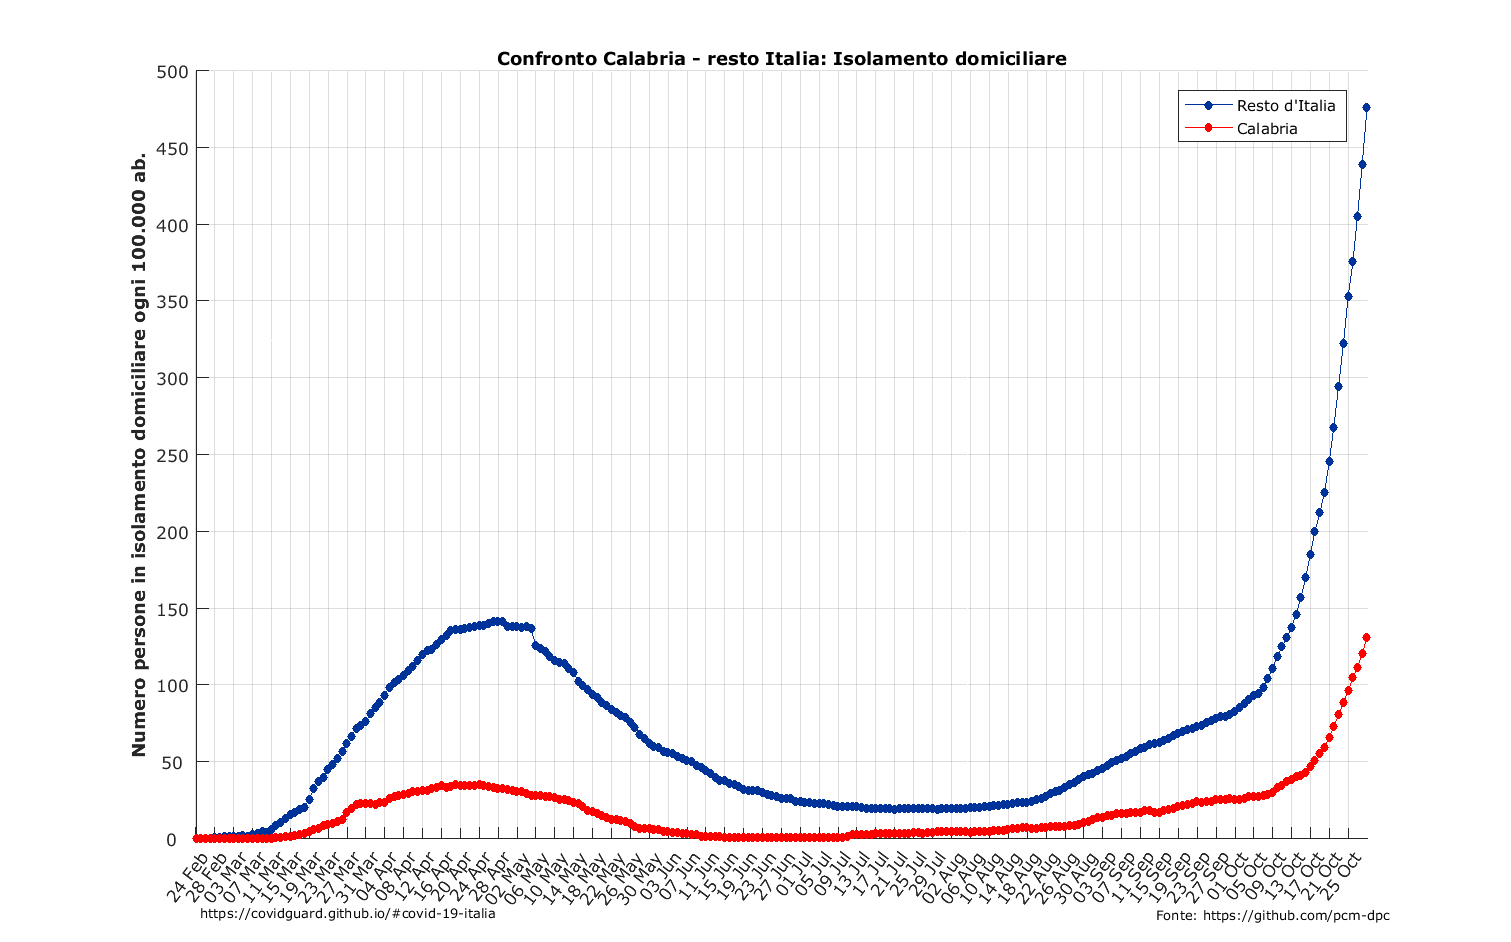 Confronto Calabria - resto Italia: Isolamento domiciliare
Numero persone in isolamento domiciliare ogni 100.000 ab.
500
450
400
350
300
250
200
150
100
50
0
Resto d'Italia
Calabria
24 Feb
28 Feb
03 Mar
07 Mar
11 Mar
15 Mar
19 Mar
23 Mar
27 Mar
31 Mar
04 Apr
08 Apr
12 Apr
16 Apr
20 Apr
24 Apr
28 Apr
02 May
06 May
10 May
14 May
18 May
22 May
26 May
30 May
03 Jun
07 Jun
11 Jun
15 Jun
19 Jun
23 Jun
27 Jun
01 Jul
05 Jul
09 Jul
13 Jul
17 Jul
21 Jul
25 Jul
29 Jul
02 Aug
06 Aug
10 Aug
14 Aug
18 Aug
22 Aug
26 Aug
30 Aug
03 Sep
07 Sep
11 Sep
15 Sep
19 Sep
23 Sep
27 Sep
01 Oct
05 Oct
09 Oct
13 Oct
17 Oct
21 Oct
25 Oct
https://covidguard.github.io/#covid-19-italia
Fonte: https://github.com/pcm-dpc